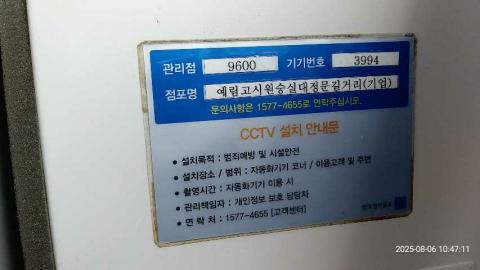 관리점 9600 기기번호 3994
점포명 예림고시원숭실대정문길거리(기업)
문의사항은 1577-4655로 연락주십시오.
CCTV 설치 안내문
• 설치목적 : 범죄예방 및 시설안전
• 설치장소 / 범위 : 자동화기기 코너 / 이용고객 및 주변
• 촬영시간 : 자동화기기 이용 시
• 관리책임자 : 개인정보 보호 담당자
• 연 락 처 : 1577-4655 [고객센터]
2025-08-06 10:47:11